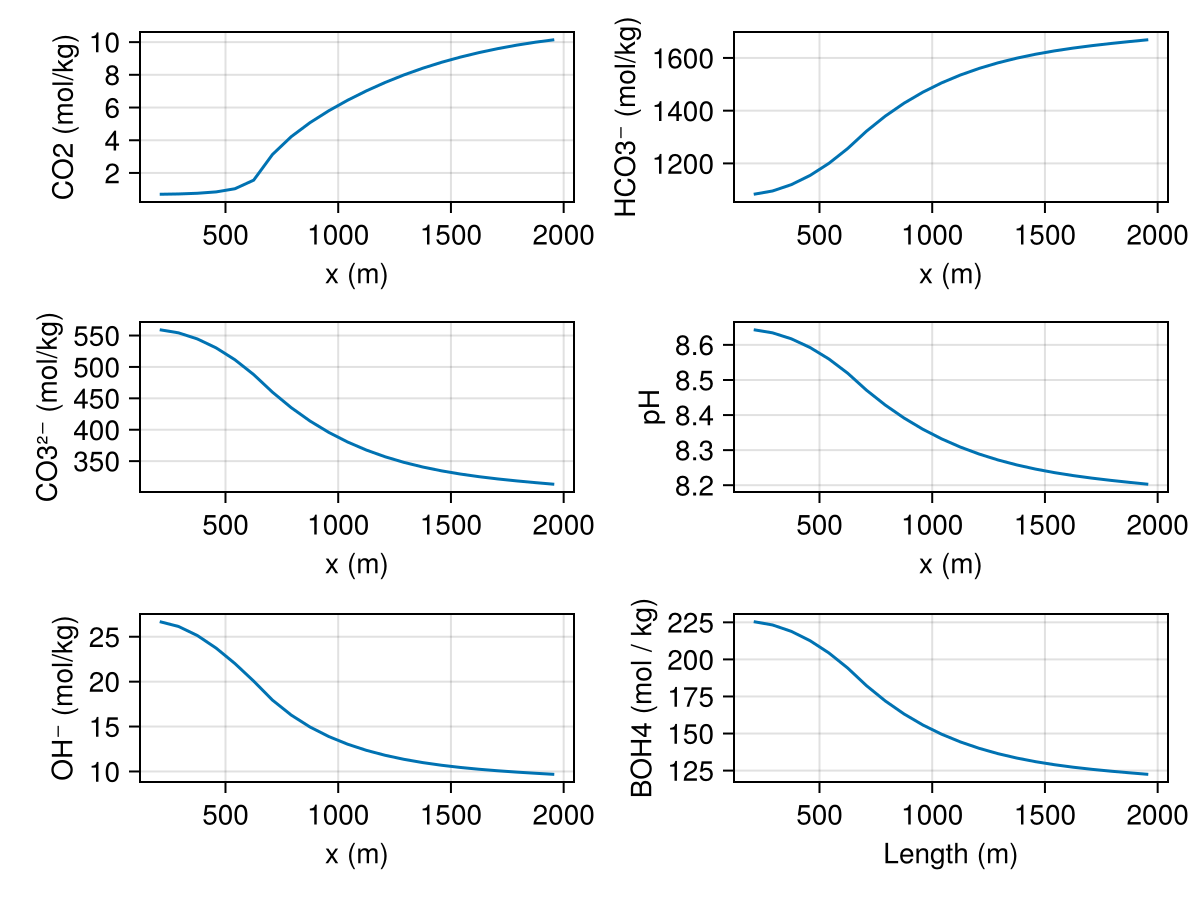 CO2 (mol/kg)
10
8
6
4
2
500 1000 1500 2000
x (m)
HCO3⁻ (mol/kg)
1600
1400
1200
500 1000 1500 2000
x (m)
CO3²⁻ (mol/kg)
550
500
450
400
350
500 1000 1500 2000
x (m)
pH
8.6
8.5
8.4
8.3
8.2
500 1000 1500 2000
x (m)
OH⁻ (mol/kg)
25
20
15
10
500 1000 1500 2000
x (m)
BOH4 (mol / kg)
225
200
175
150
125
500 1000 1500 2000
Length (m)